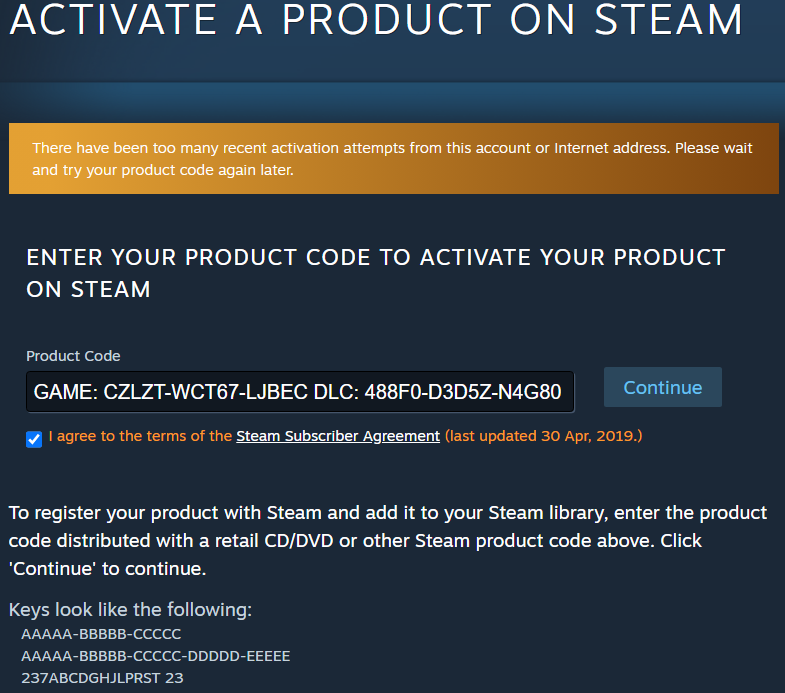 ACTIVATE A PRODUCT ON STEAM
There have been too many recent activation attempts from this account or Internet address. Please wait
and try your product code again later.
ENTER YOUR PRODUCT CODE TO ACTIVATE YOUR PRODUCT
ON STEAM
Product Code
GAME: CZLZT-WCT67-LJBEC DLC: 488F0-D3D5Z-N4G80
Continue
I agree to the terms of the Steam Subscriber Agreement (last updated 30 Apr, 2019.)
To register your product with Steam and add it to your Steam library, enter the product
code distributed with a retail CD/DVD or other Steam product code above. Click
'Continue' to continue.
Keys look like the following:
AAAAA-BBBBB-CCCCC
AAAAA-BBBBB-CCCCC-DDDDD-EEEEE
237ABCDGHJLPRST 23